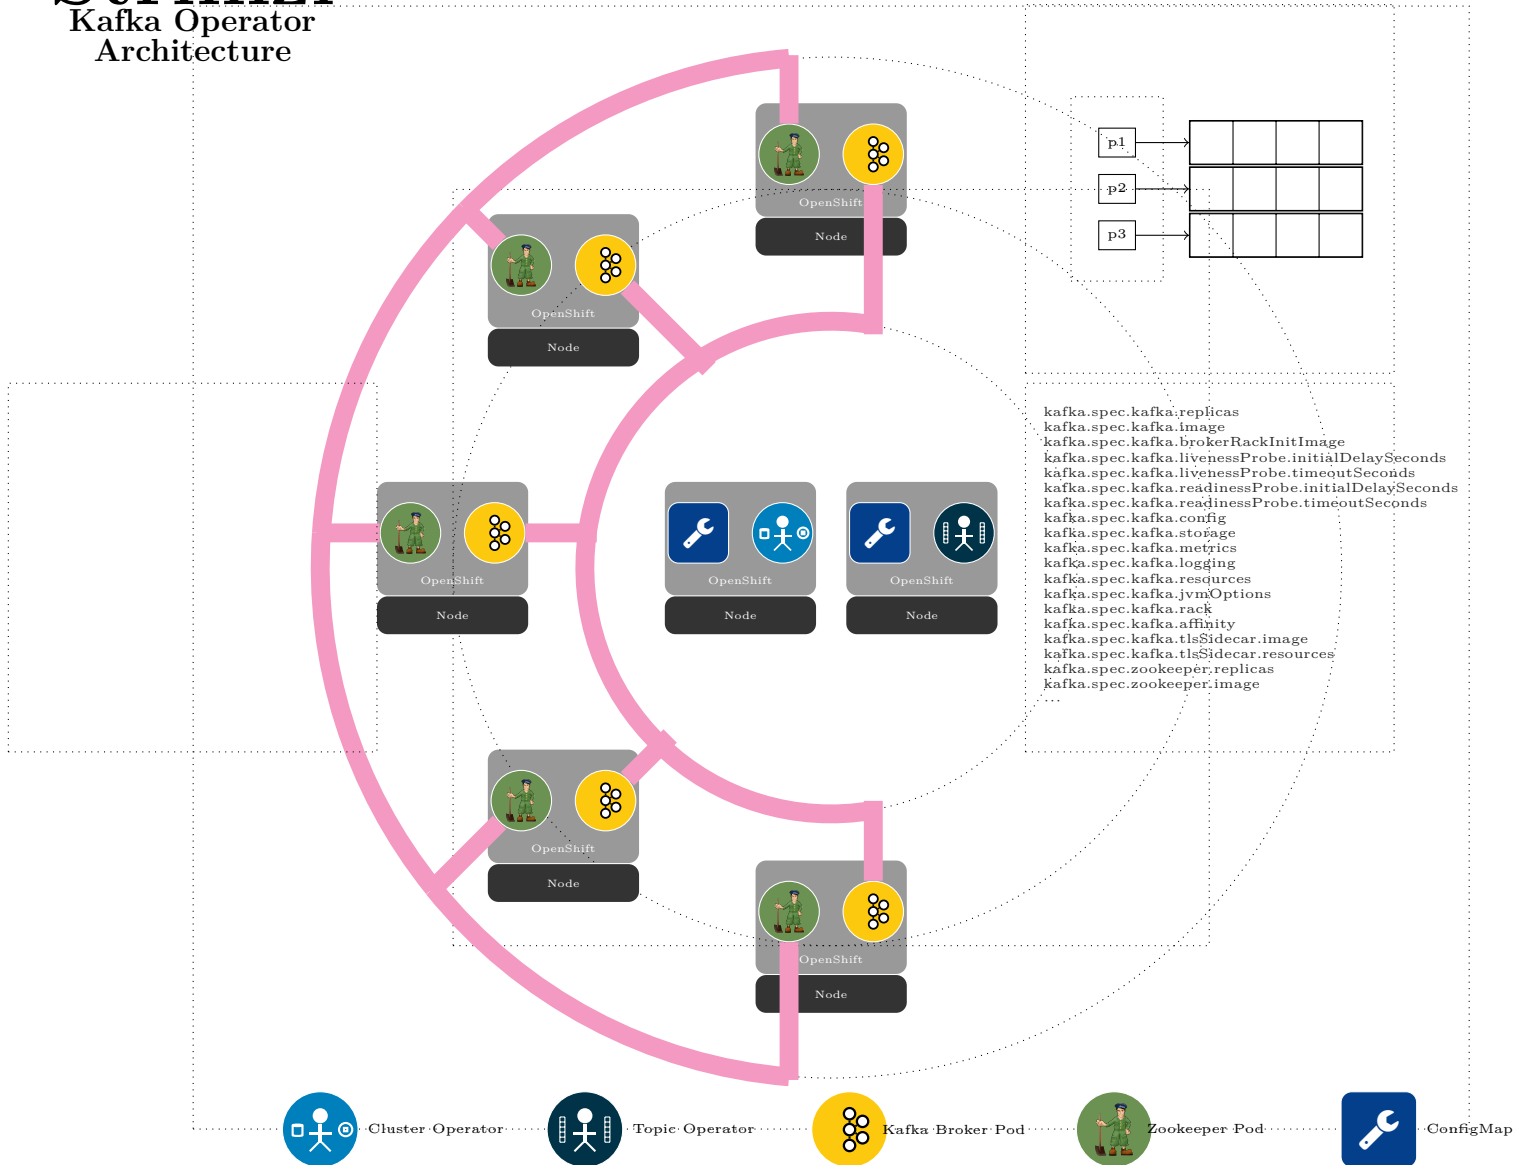 Strimzi
Kafka Operator
Architecture
OpenShift
Node
p1
p2
p3
OpenShift
Node
kafka.spec.kafka.replicas
kafka.spec.kafka.image
kafka.spec.kafka.brokerRackInitImage
kafka.spec.kafka.livenessProbe.initialDelaySeconds
kafka.spec.kafka.livenessProbe.timeoutSeconds
kafka.spec.kafka.readinessProbe.initialDelaySeconds
kafka.spec.kafka.readinessProbe.timeoutSeconds
kafka.spec.kafka.config
kafka.spec.kafka.storage
kafka.spec.kafka.metrics
kafka.spec.kafka.logging
kafka.spec.kafka.resources
kafka.spec.kafka.jvmOptions
kafka.spec.kafka.rack
kafka.spec.kafka.affinity
kafka.spec.kafka.tlsSidecar.image
kafka.spec.kafka.tlsSidecar.resources
kafka.spec.zookeeper.replicas
kafka.spec.zookeeper.image
...
OpenShift
Node
OpenShift
Node
OpenShift
Node
OpenShift
Node
OpenShift
Node
Cluster Operator
Topic Operator
Kafka Broker Pod
Zookeeper Pod
ConfigMap